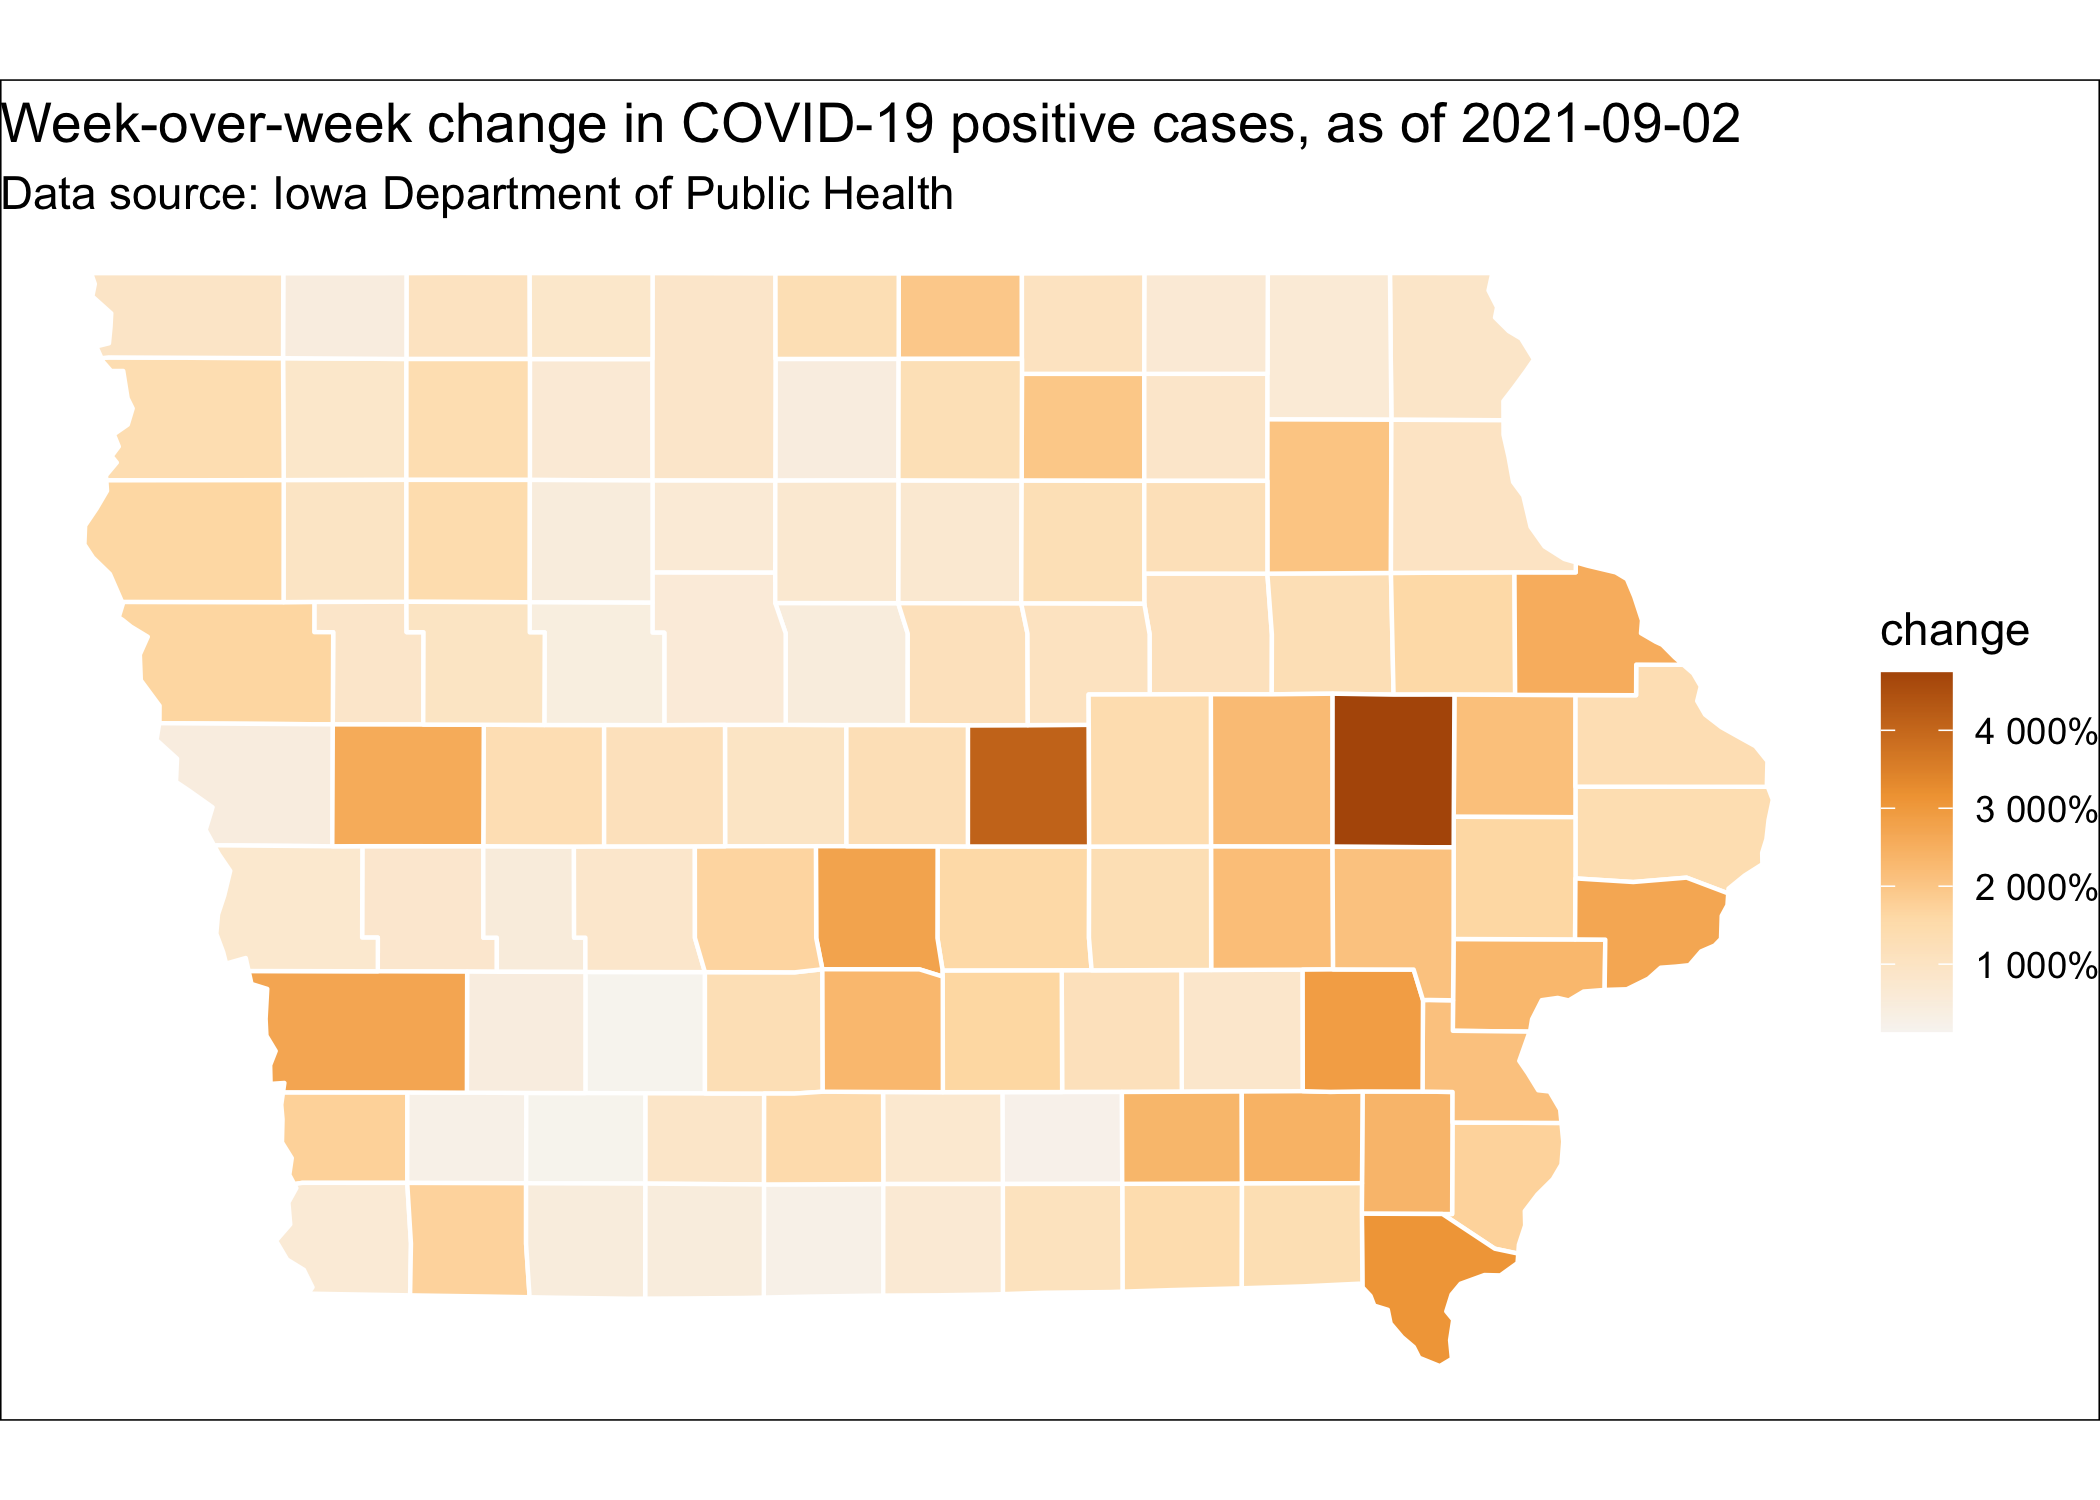 Week-over-week change in COVID-19 positive cases, as of 2021-09-02
Data source: Iowa Department of Public Health
change
4 000%
3 000%
2 000%
1 000%